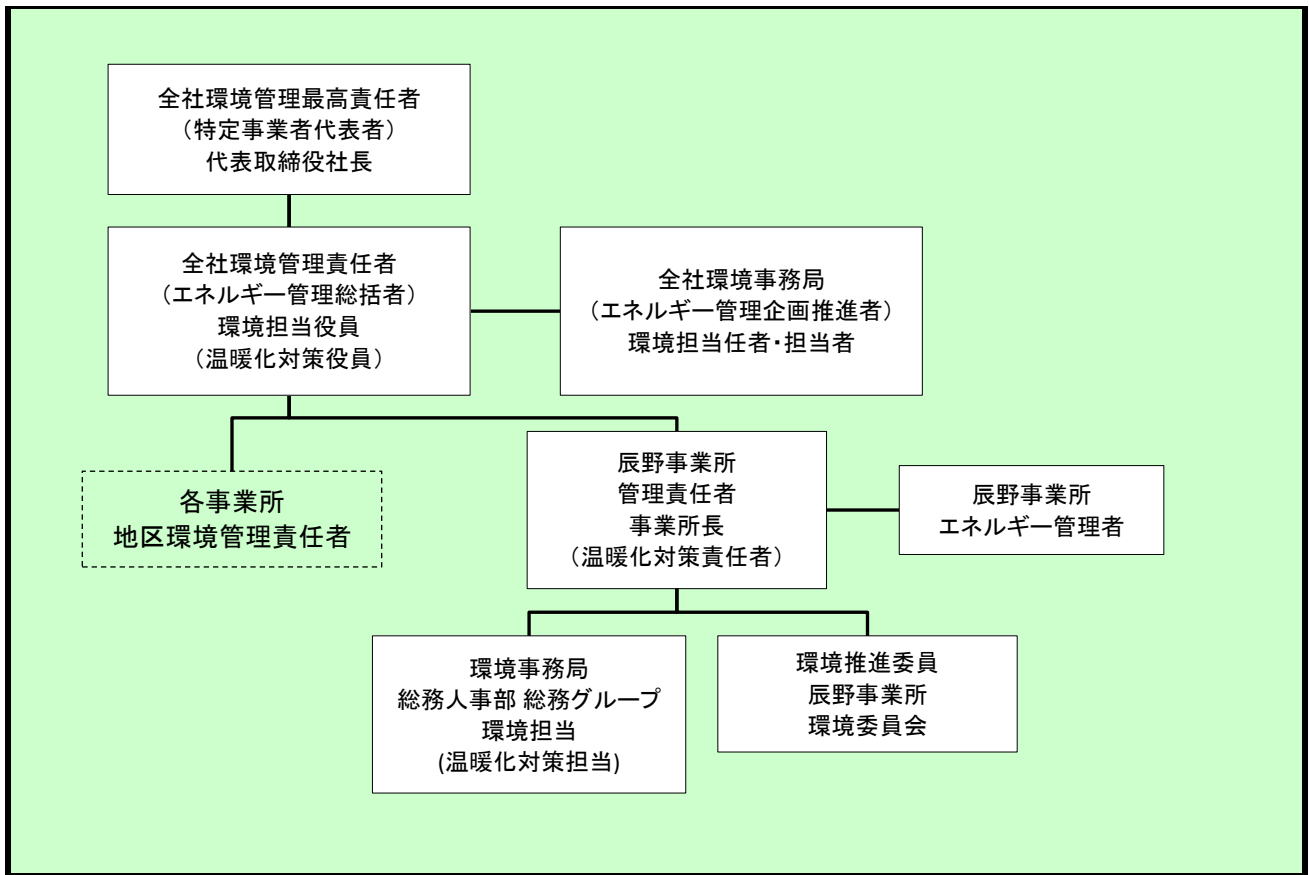 全社環境管理最高責任者
（特定事業者代表者）
代表取締役社長
全社環境管理責任者
（エネルギー管理総括者）
環境担当役員
（温暖化対策役員）
全社環境事務局
（エネルギー管理企画推進者）
環境担当任者・担当者
各事業所
地区環境管理責任者
辰野事業所
管理責任者
事業所長
（温暖化対策責任者）
辰野事業所
エネルギー管理者
環境事務局
総務人事部 総務グループ
環境担当
(温暖化対策担当)
環境推進委員
辰野事業所
環境委員会